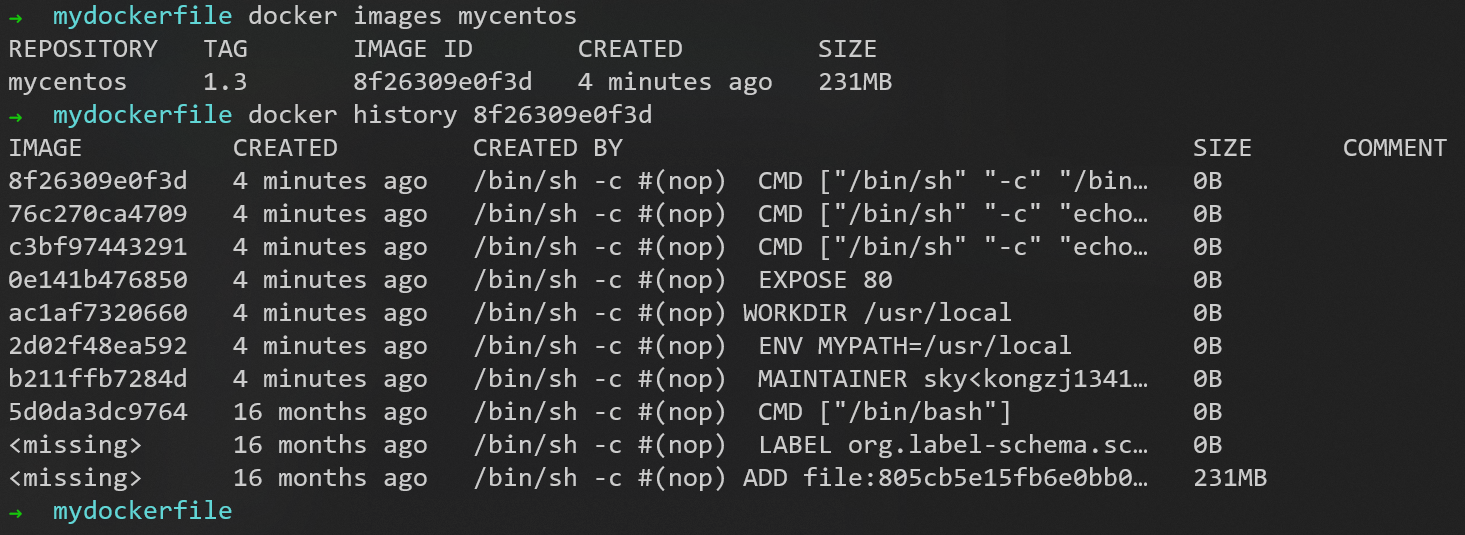 →  mydockerfile docker images mycentos
REPOSITORY   TAG       IMAGE ID       CREATED         SIZE
mycentos     1.3       8f26309e0f3d   4 minutes ago   231MB
→  mydockerfile docker history 8f26309e0f3d
IMAGE          CREATED         CREATED BY                                      SIZE      COMMENT
8f26309e0f3d   4 minutes ago   /bin/sh -c #(nop)  CMD ["/bin/sh" "-c" "/bin…   0B
76c270ca4709   4 minutes ago   /bin/sh -c #(nop)  CMD ["/bin/sh" "-c" "echo…   0B
c3bf97443291   4 minutes ago   /bin/sh -c #(nop)  CMD ["/bin/sh" "-c" "echo…   0B
0e141b476850   4 minutes ago   /bin/sh -c #(nop)  EXPOSE 80                    0B
ac1af7320660   4 minutes ago   /bin/sh -c #(nop) WORKDIR /usr/local            0B
2d02f48ea592   4 minutes ago   /bin/sh -c #(nop)  ENV MYPATH=/usr/local        0B
b211ffb7284d   4 minutes ago   /bin/sh -c #(nop)  MAINTAINER sky<kongzj1341…   0B
5d0da3dc9764   16 months ago   /bin/sh -c #(nop)  CMD ["/bin/bash"]            0B
<missing>      16 months ago   /bin/sh -c #(nop)  LABEL org.label-schema.sc…   0B
<missing>      16 months ago   /bin/sh -c #(nop) ADD file:805cb5e15fb6e0bb0…   231MB
→  mydockerfile